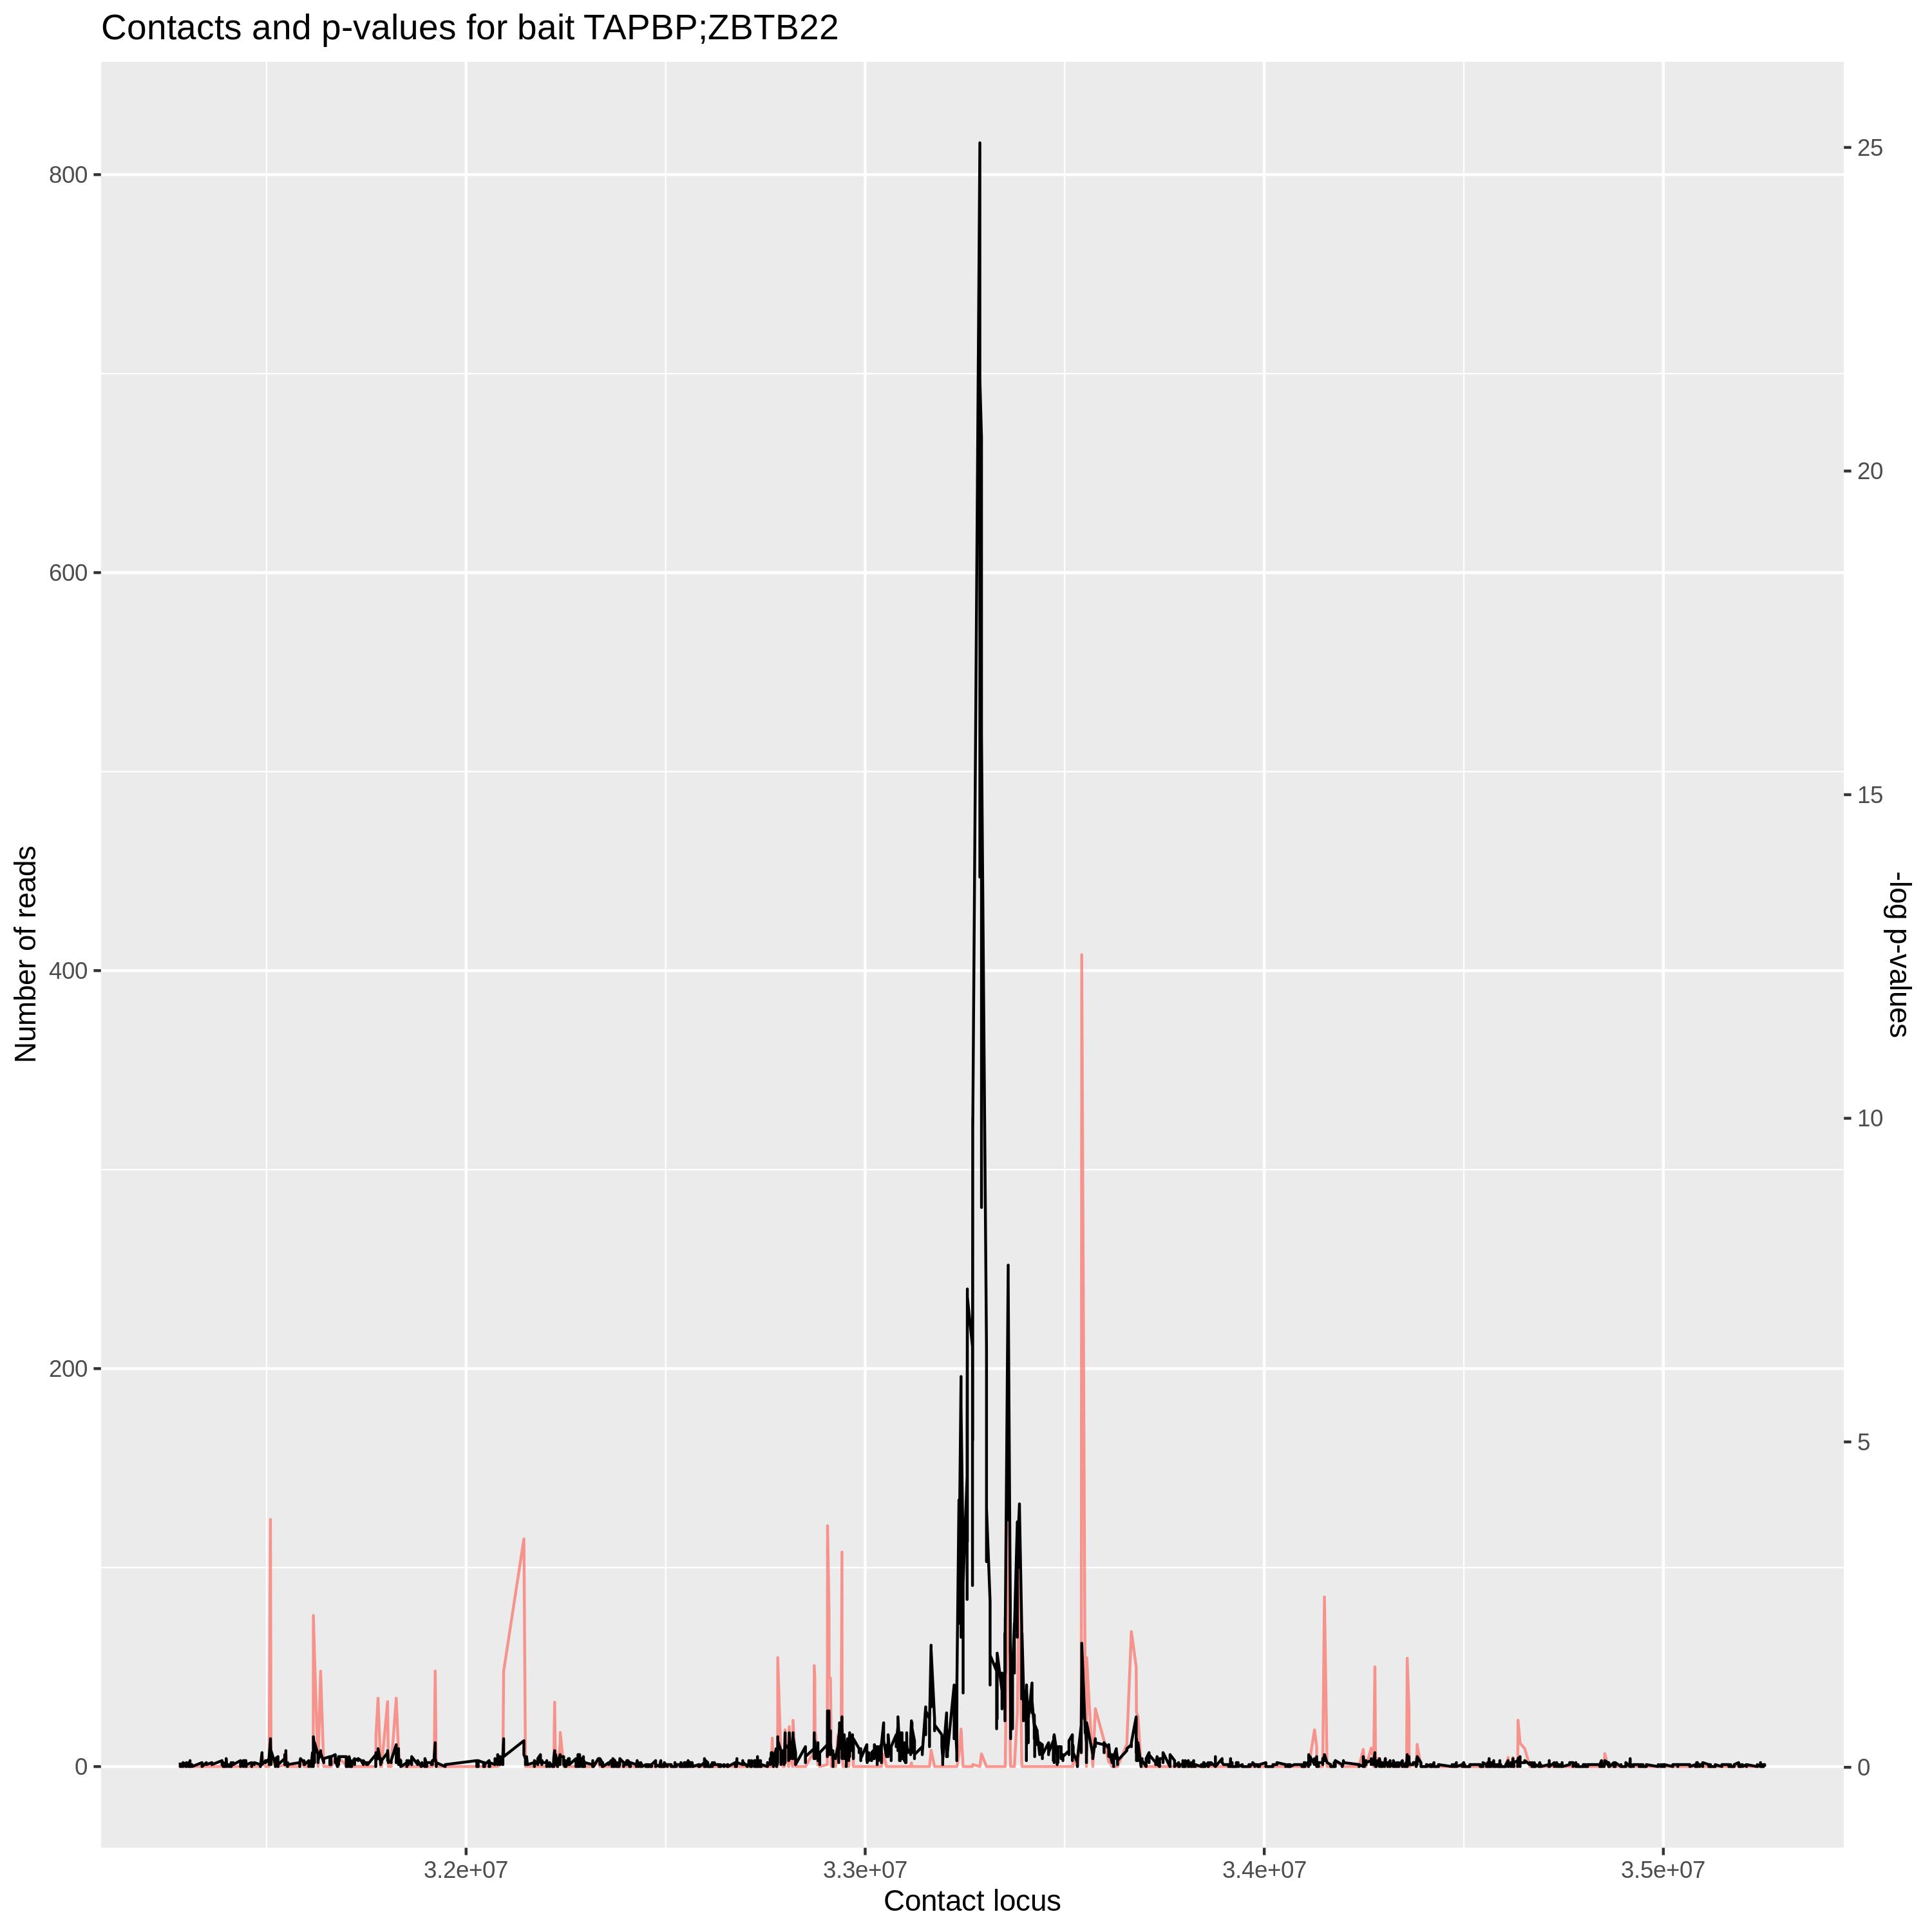 Contacts and p-values for bait TAPBP;ZBTB22
800
600
400
200
0
Number of reads
25
20
15
10
5
0
-log p-values
3.2e+07
3.3e+07
3.4e+07
3.5e+07
Contact locus